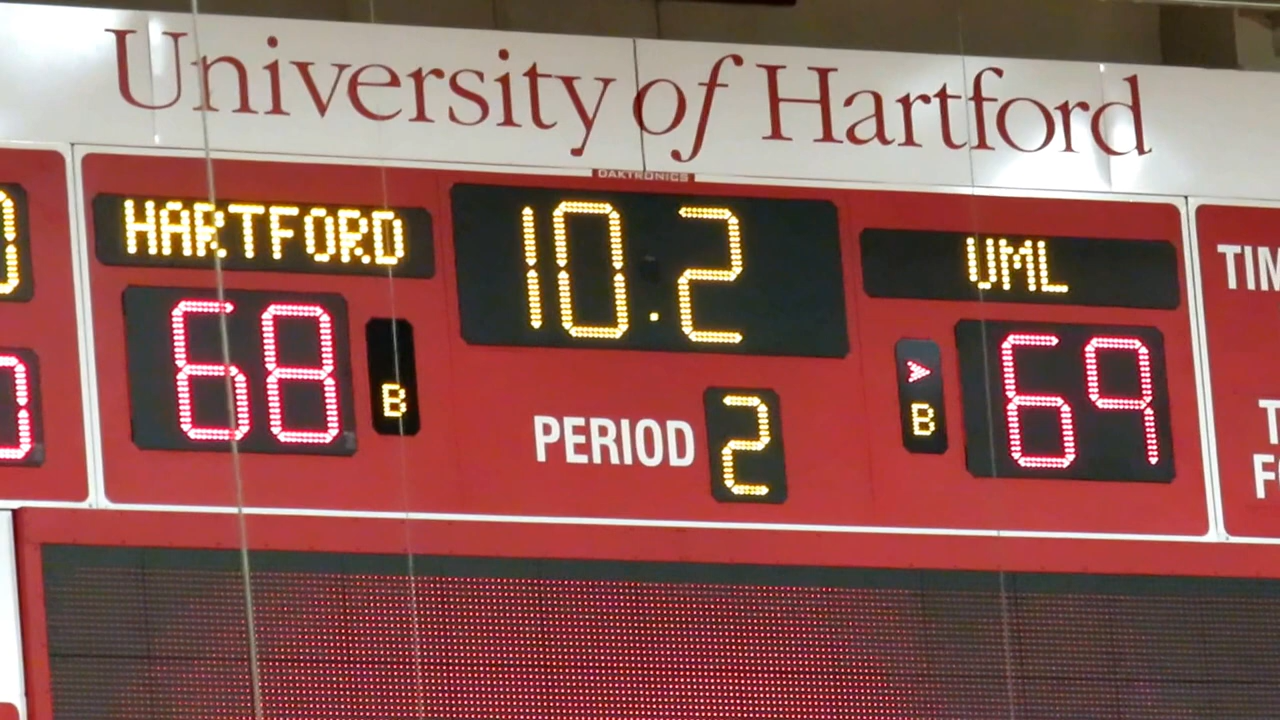 University of Hartford
DAKTRONICS
HARTFORD 10.2 UML
68 B PERIOD 2 B 69